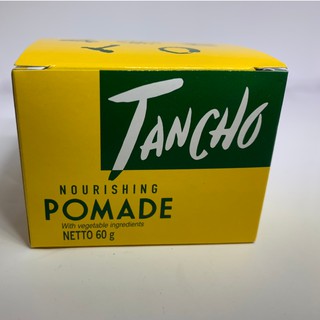 TANCHO
NOURISHING
POMADE
With vegetable ingredients
NETTO 60 g